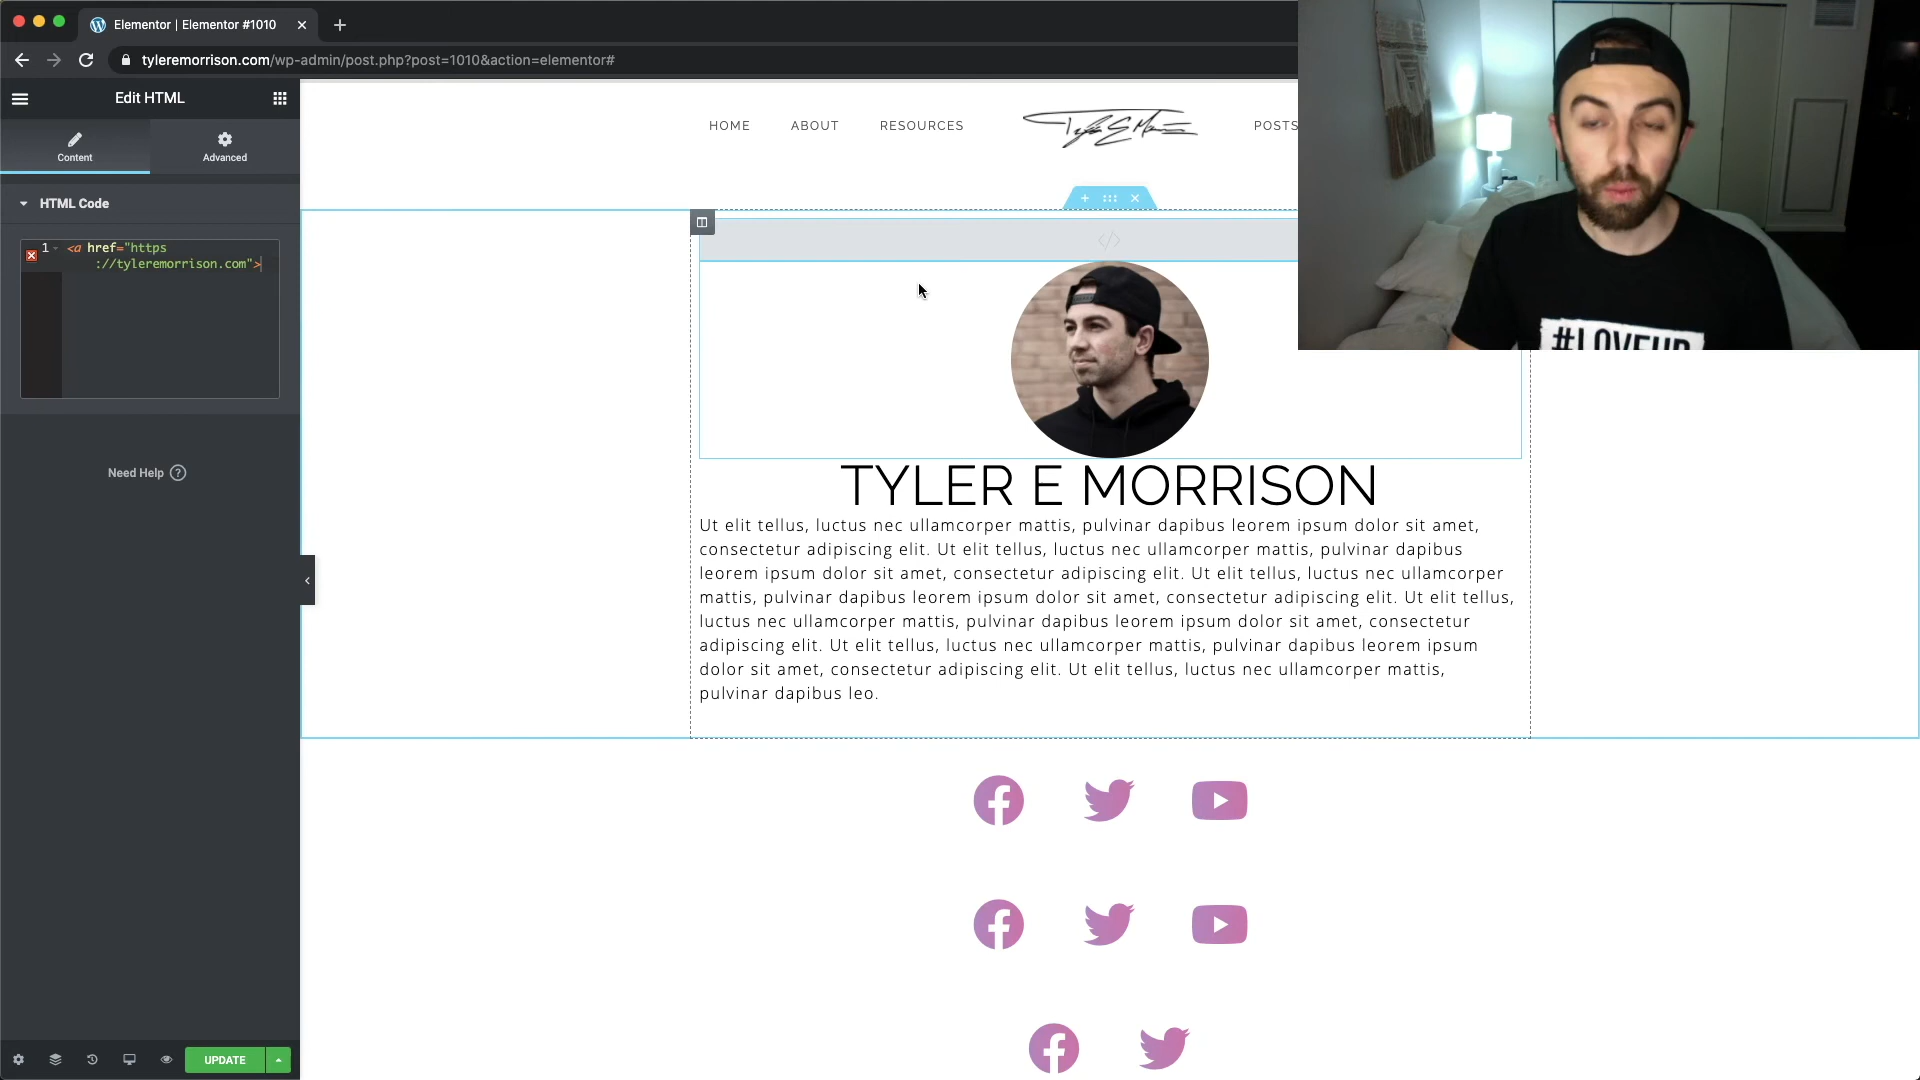 Elementor | Elementor #1010
tyleremorrison.com/wp-admin/post.php?post=1010&action=elementor#
Edit HTML
Content
Advanced
HTML Code
1
<a href="https
://tyleremorrison.com">
Need Help
?
UPDATE
HOME
ABOUT
RESOURCES
POSTS
TYLER E MORRISON
Ut elit tellus, luctus nec ullamcorper mattis, pulvinar dapibus leorem ipsum dolor sit amet,
consectetur adipiscing elit. Ut elit tellus, luctus nec ullamcorper mattis, pulvinar dapibus
leorem ipsum dolor sit amet, consectetur adipiscing elit. Ut elit tellus, luctus nec ullamcorper
mattis, pulvinar dapibus leorem ipsum dolor sit amet, consectetur adipiscing elit. Ut elit tellus,
luctus nec ullamcorper mattis, pulvinar dapibus leorem ipsum dolor sit amet, consectetur
adipiscing elit. Ut elit tellus, luctus nec ullamcorper mattis, pulvinar dapibus leorem ipsum
dolor sit amet, consectetur adipiscing elit. Ut elit tellus, luctus nec ullamcorper mattis,
pulvinar dapibus leo.